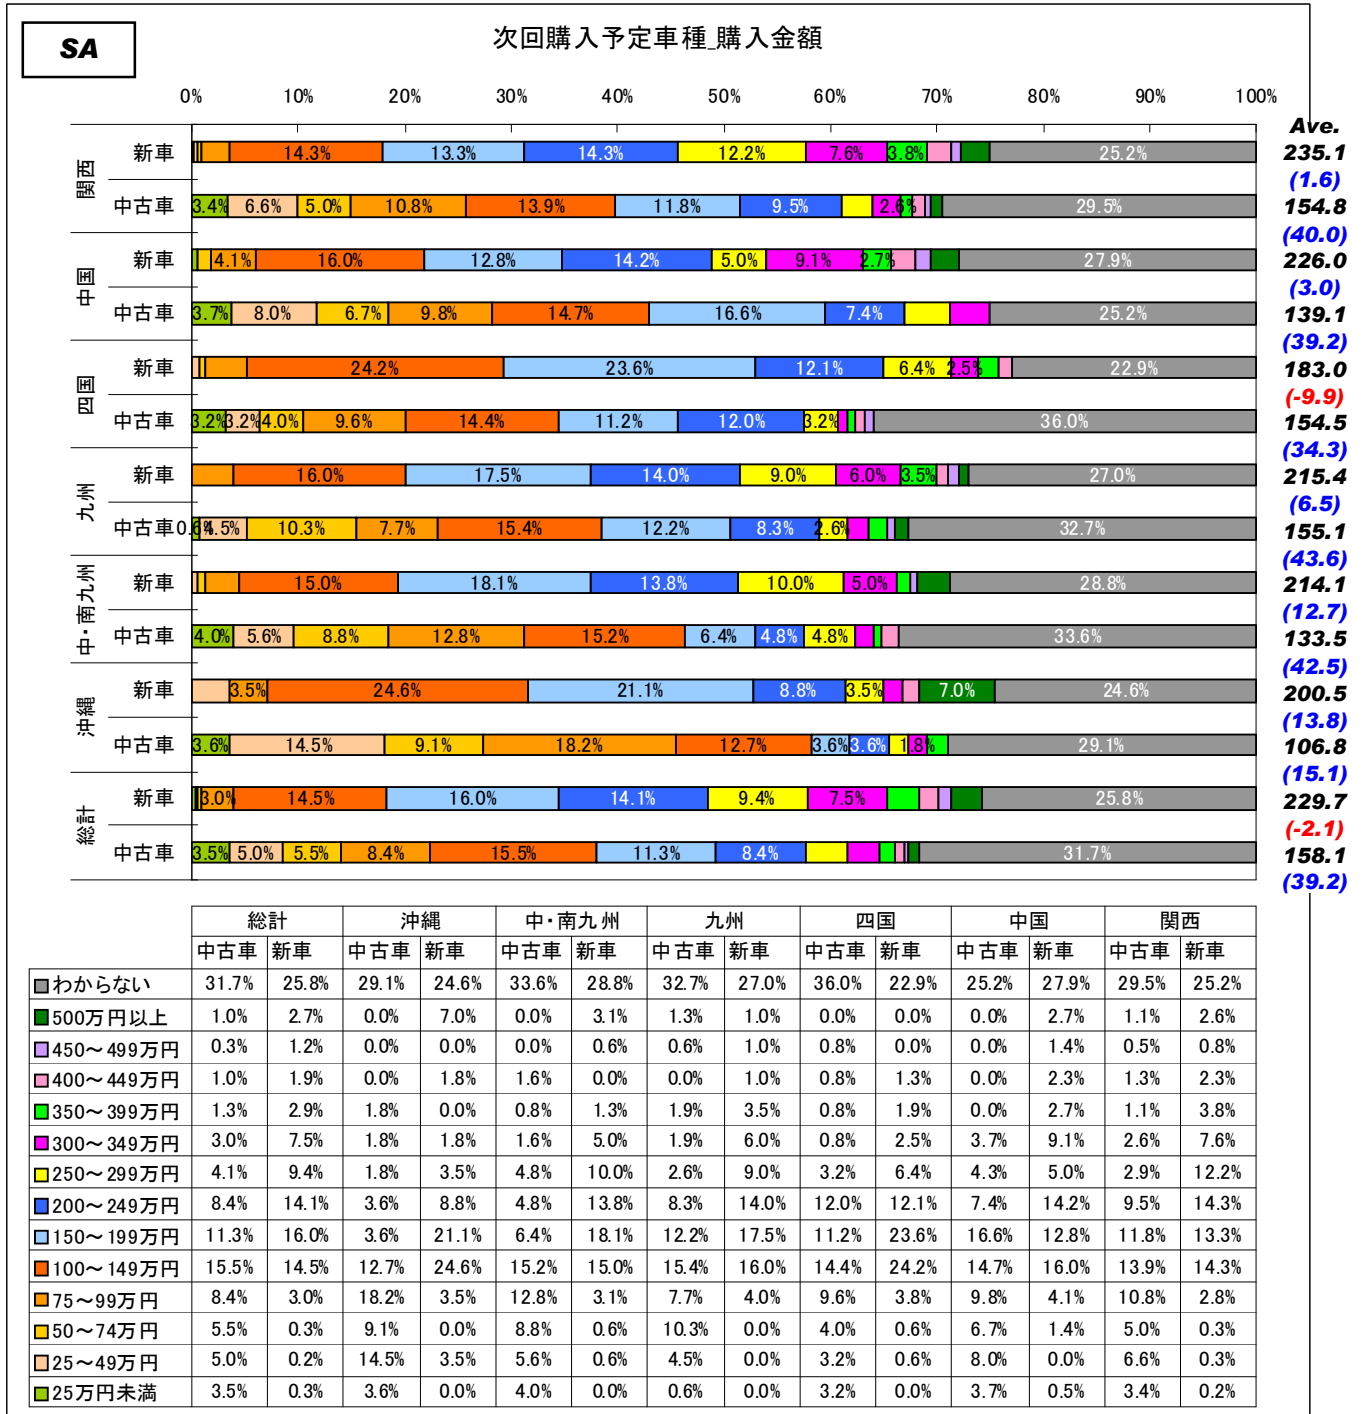 SA
次回購入予定車種_購入金額
0% 10% 20% 30% 40% 50% 60% 70% 80% 90% 100%
Ave.
関西
新車 14.3% 13.3% 14.3% 12.2% 7.6% 3.8% 25.2% 235.1
(1.6)
中古車 3.4% 6.6% 5.0% 10.8% 13.9% 11.8% 9.5% 2.6% 29.5% 154.8
(40.0)
中国
新車 4.1% 16.0% 12.8% 14.2% 5.0% 9.1% 2.7% 27.9% 226.0
(3.0)
中古車 3.7% 8.0% 6.7% 9.8% 14.7% 16.6% 7.4% 25.2% 139.1
(39.2)
四国
新車 24.2% 23.6% 12.1% 6.4% 2.5% 22.9% 183.0
(-9.9)
中古車 3.2% 3.2% 4.0% 9.6% 14.4% 11.2% 12.0% 3.2% 36.0% 154.5
(34.3)
九州
新車 16.0% 17.5% 14.0% 9.0% 6.0% 3.5% 27.0% 215.4
(6.5)
中古車 0.6% 4.5% 10.3% 7.7% 15.4% 12.2% 8.3% 2.6% 32.7% 155.1
(43.6)
中・南九州
新車 15.0% 18.1% 13.8% 10.0% 5.0% 28.8% 214.1
(12.7)
中古車 4.0% 5.6% 8.8% 12.8% 15.2% 6.4% 4.8% 4.8% 33.6% 133.5
(42.5)
沖縄
新車 3.5% 24.6% 21.1% 8.8% 3.5% 7.0% 24.6% 200.5
(13.8)
中古車 3.6% 14.5% 9.1% 18.2% 12.7% 3.6% 3.6% 1.8% 29.1% 106.8
(15.1)
総計
新車 3.0% 14.5% 16.0% 14.1% 9.4% 7.5% 25.8% 229.7
(-2.1)
中古車 3.5% 5.0% 5.5% 8.4% 15.5% 11.3% 8.4% 31.7% 158.1
(39.2)
総計 沖縄 中・南九州 九州 四国 中国 関西
中古車 新車 中古車 新車 中古車 新車 中古車 新車 中古車 新車 中古車 新車 中古車 新車
わからない 31.7% 25.8% 29.1% 24.6% 33.6% 28.8% 32.7% 27.0% 36.0% 22.9% 25.2% 27.9% 29.5% 25.2%
500万円以上 1.0% 2.7% 0.0% 7.0% 0.0% 3.1% 1.3% 1.0% 0.0% 0.0% 0.0% 2.7% 1.1% 2.6%
450～499万円 0.3% 1.2% 0.0% 0.0% 0.0% 0.6% 0.6% 1.0% 0.8% 0.0% 0.0% 1.4% 0.5% 0.8%
400～449万円 1.0% 1.9% 0.0% 1.8% 1.6% 0.0% 0.0% 1.0% 0.8% 1.3% 0.0% 2.3% 1.3% 2.3%
350～399万円 1.3% 2.9% 1.8% 0.0% 0.8% 1.3% 1.9% 3.5% 0.8% 1.9% 0.0% 2.7% 1.1% 3.8%
300～349万円 3.0% 7.5% 1.8% 1.8% 1.6% 5.0% 1.9% 6.0% 0.8% 2.5% 3.7% 9.1% 2.6% 7.6%
250～299万円 4.1% 9.4% 1.8% 3.5% 4.8% 10.0% 2.6% 9.0% 3.2% 6.4% 4.3% 5.0% 2.9% 12.2%
200～249万円 8.4% 14.1% 3.6% 8.8% 4.8% 13.8% 8.3% 14.0% 12.0% 12.1% 7.4% 14.2% 9.5% 14.3%
150～199万円 11.3% 16.0% 3.6% 21.1% 6.4% 18.1% 12.2% 17.5% 11.2% 23.6% 16.6% 12.8% 11.8% 13.3%
100～149万円 15.5% 14.5% 12.7% 24.6% 15.2% 15.0% 15.4% 16.0% 14.4% 24.2% 14.7% 16.0% 13.9% 14.3%
75～99万円 8.4% 3.0% 18.2% 3.5% 12.8% 3.1% 7.7% 4.0% 9.6% 3.8% 9.8% 4.1% 10.8% 2.8%
50～74万円 5.5% 0.3% 9.1% 0.0% 8.8% 0.6% 10.3% 0.0% 4.0% 0.6% 6.7% 1.4% 5.0% 0.3%
25～49万円 5.0% 0.2% 14.5% 3.5% 5.6% 0.6% 4.5% 0.0% 3.2% 0.6% 8.0% 0.0% 6.6% 0.3%
25万円未満 3.5% 0.3% 3.6% 0.0% 4.0% 0.0% 0.6% 0.0% 3.2% 0.0% 3.7% 0.5% 3.4% 0.2%